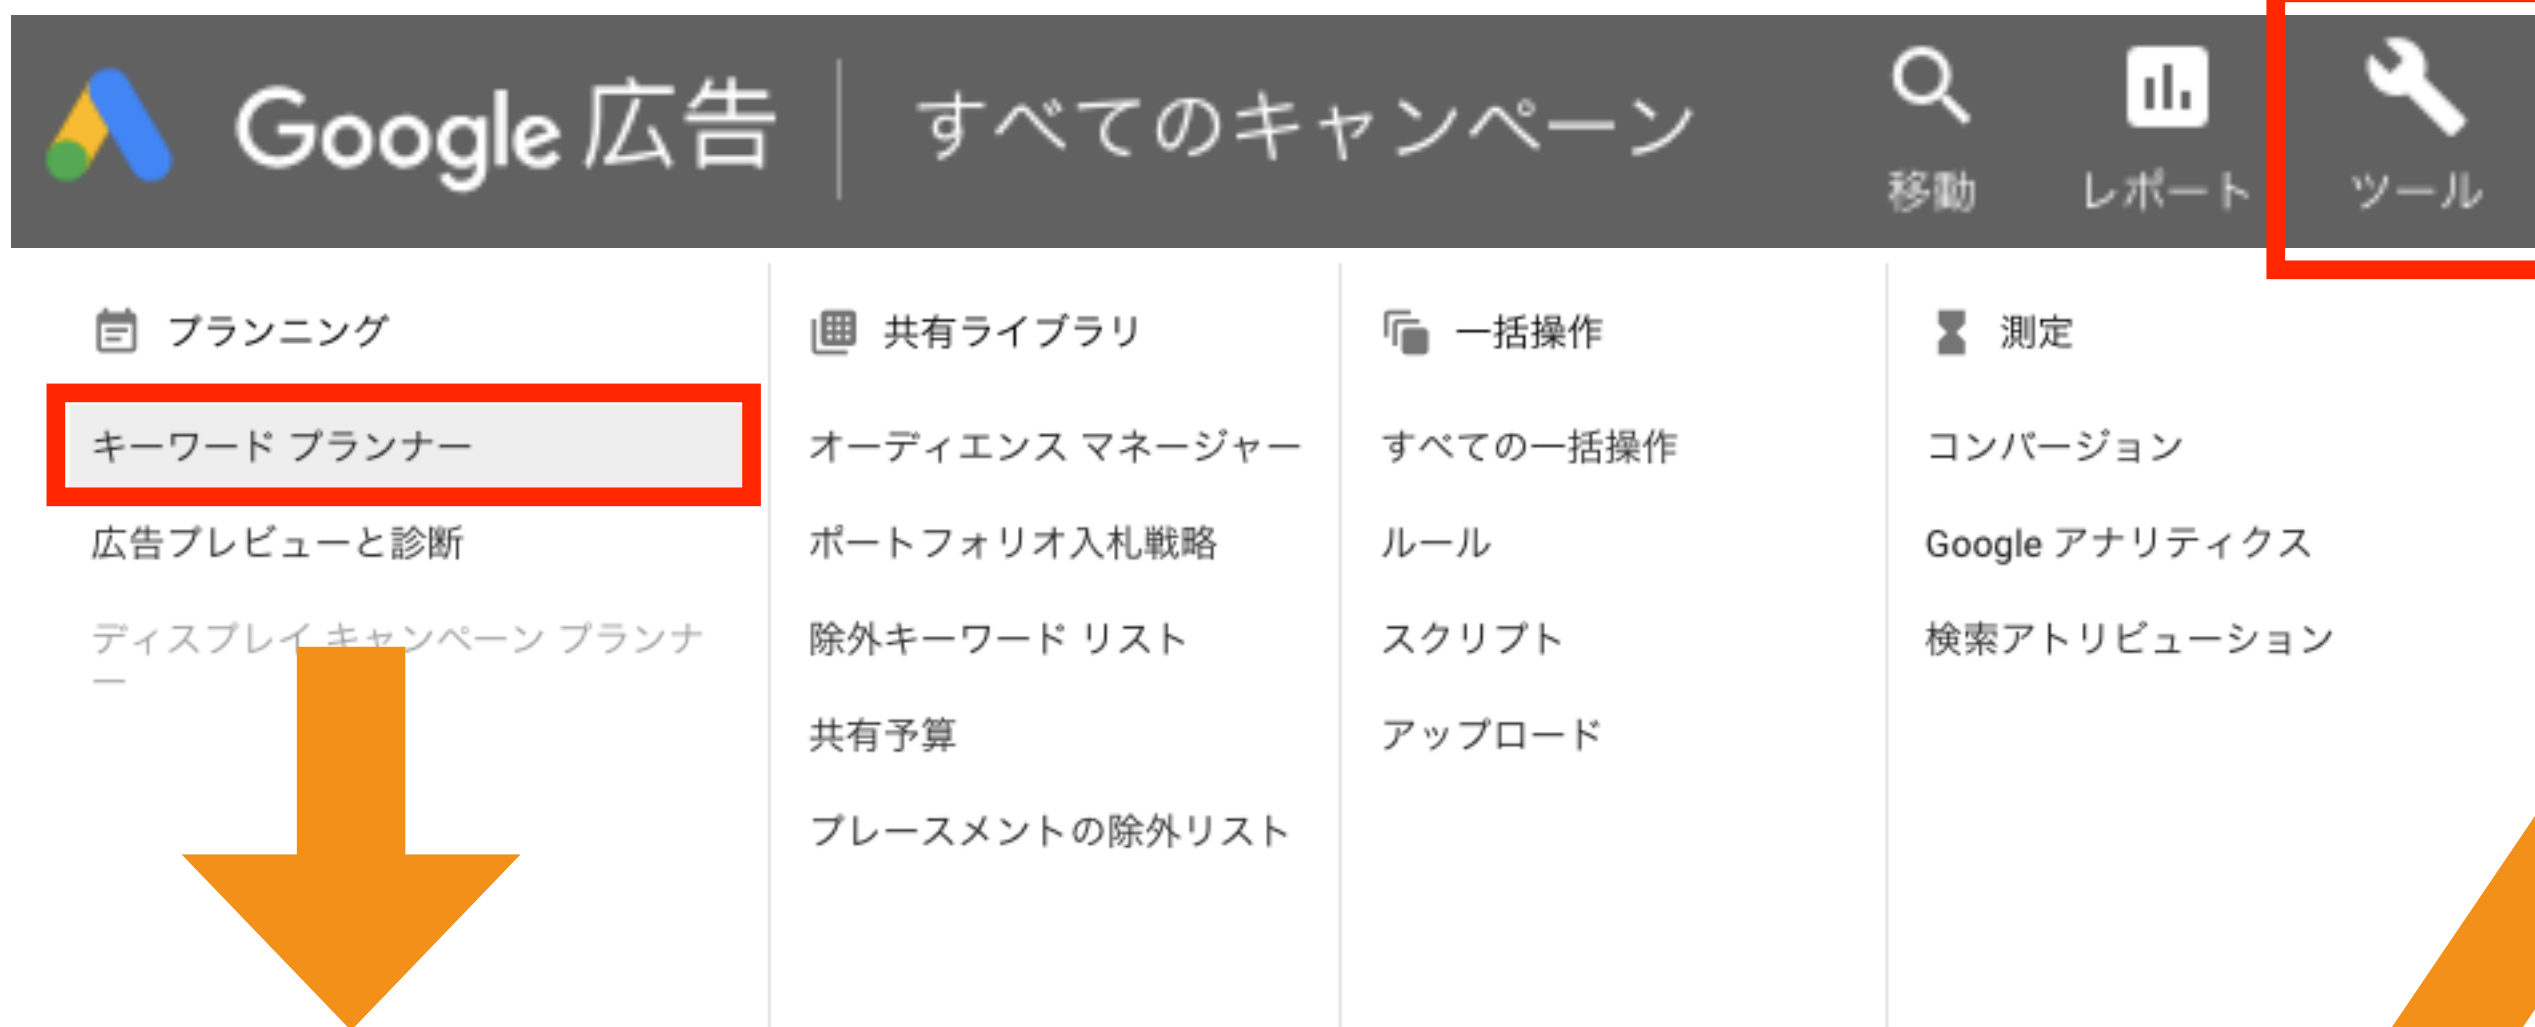 Google 広告 すべてのキャンペーン
移動 レポート ツール
プランニング
キーワード プランナー
広告プレビューと診断
ディスプレイ キャンペーン プランナ
ー
共有ライブラリ
オーディエンス マネージャー
ポートフォリオ入札戦略
除外キーワード リスト
共有予算
プレースメントの除外リスト
一括操作
すべての一括操作
ルール
スクリプト
アップロード
測定
コンバージョン
Google アナリティクス
検索アトリビューション